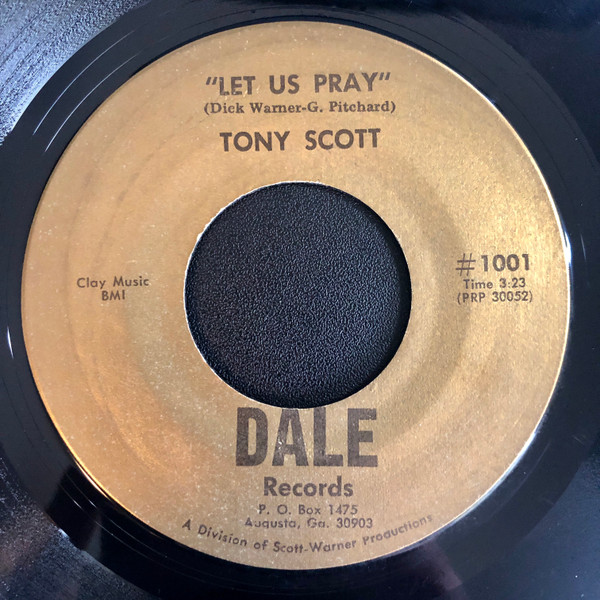 "LET US PRAY"
(Dick Warner-G. Pitchard)
TONY SCOTT
Clay Music
BMI
#1001
Time 3:23
(PRP 30052)
DALE
Records
P. O. Box 1475
Augusta, Ga. 30903
A Division of Scott-Warner Productions